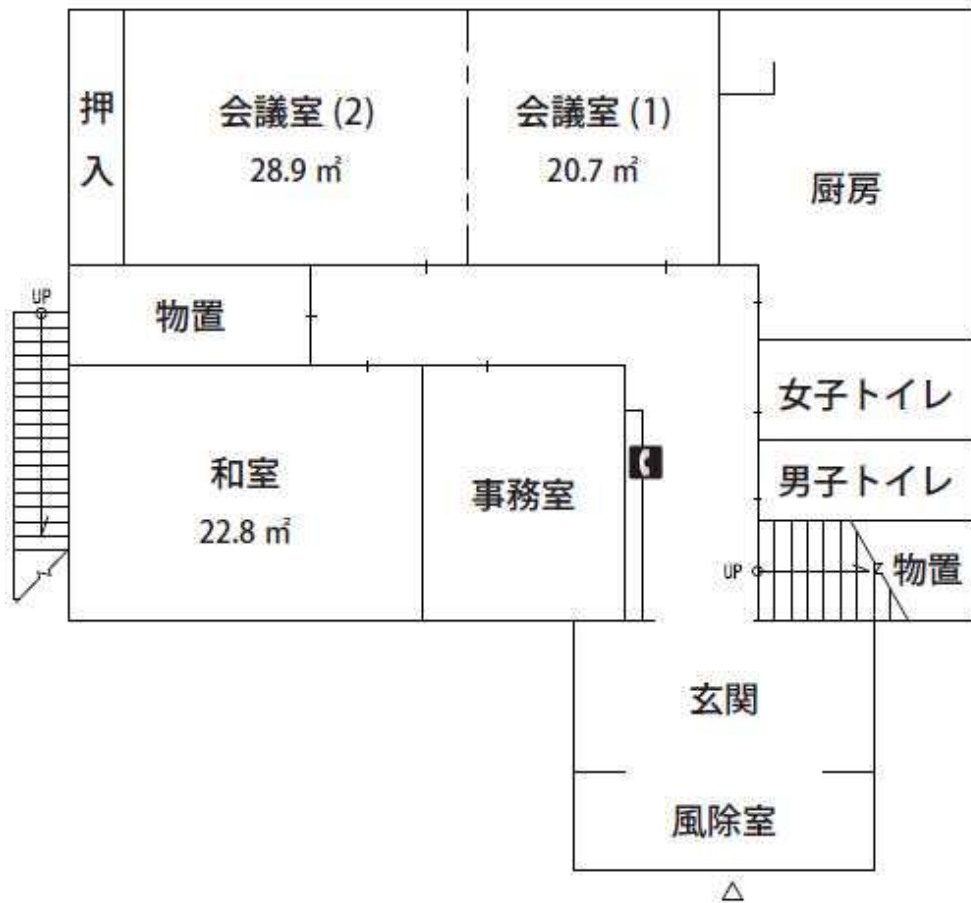 押入
会議室 (2)
28.9 ㎡
会議室 (1)
20.7 ㎡
厨房
物置
UP
女子トイレ
和室
22.8 ㎡
事務室
男子トイレ
UP
物置
玄関
風除室